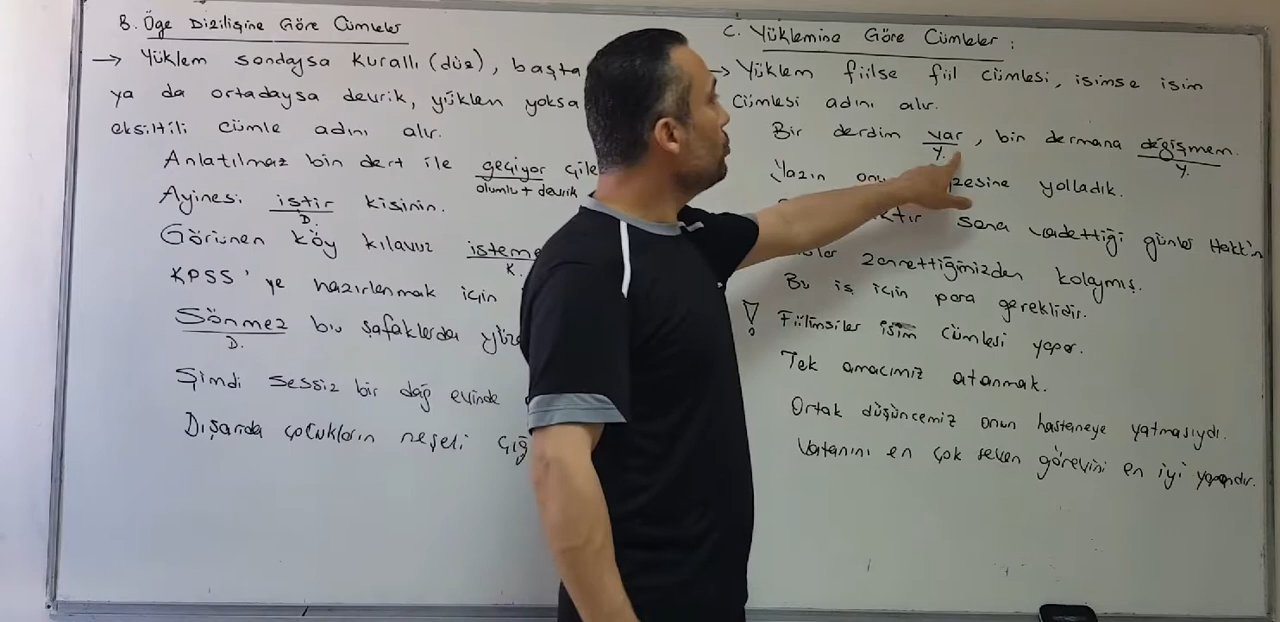 B. Öge Dizilişine Göre Cümleler
→ Yüklem sondaysa kurallı (düz), başta
ya da ortadaysa devrik, yüklem yoksa
eksiltili cümle adını alır.
Anlatılmaz bin dert ile geçiyor çile
olumlu + devrik
Ayinesi iştir kişinin.
D.
Görünen köy kılavuz isteme
K.
KPSS'ye hazırlanmak için
Sönmez bu şafaklarda yüze
D.
Şimdi sessiz bir dağ evinde
Dışarıda çocukların neşeli çığ
C. Yüklemine Göre Cümleler:
→ Yüklem fiilse fiil cümlesi, isimse isim
cümlesi adını alır.
Bir derdim var, bin dermana değişmem.
Y. Y.
Yazın yolladık.
sana vadettiği günler Hakk'ın
zannettiğimizden kolaymış.
Bu iş için para gereklidir.
! Fiilimsiler isim cümlesi yapar.
Tek amacımız atanmak.
Ortak düşüncemiz onun hastaneye yatmasıydı.
Vatanını en çok seven görevini en iyi yapandır.